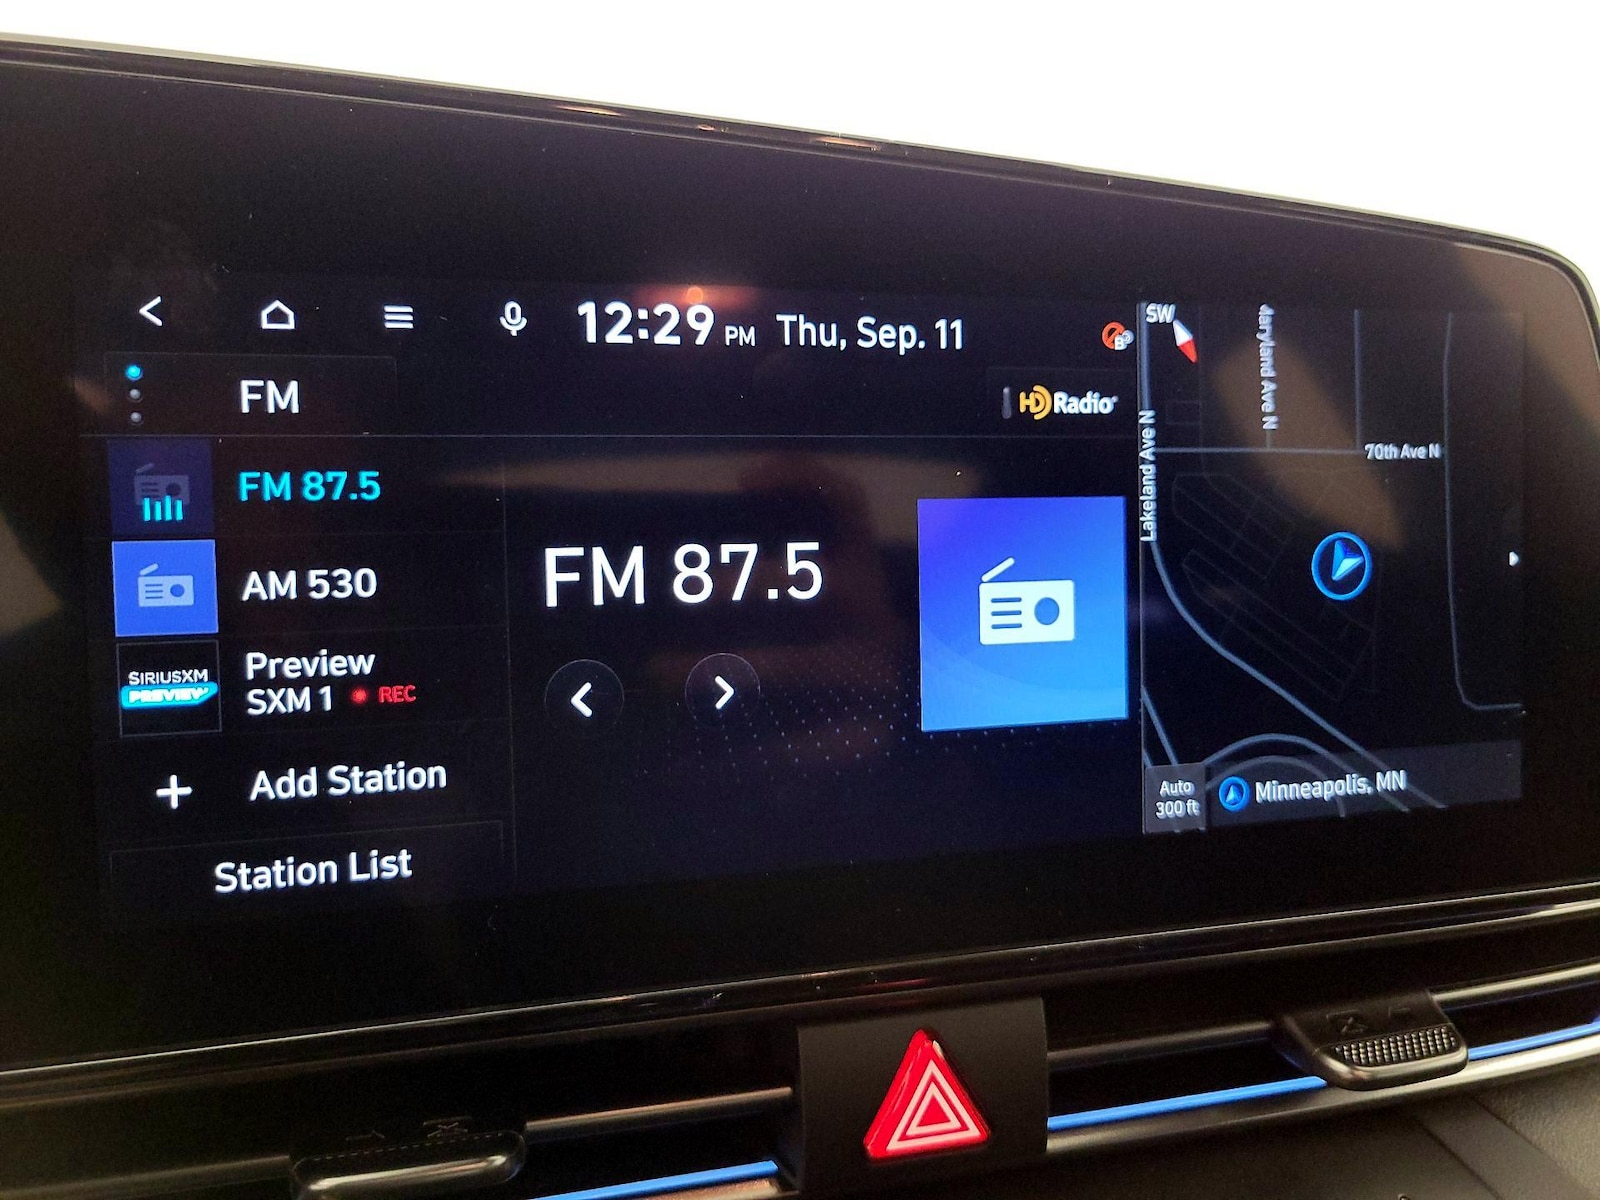 12:29 PM Thu, Sep. 11
FM
HD Radio
FM 87.5
AM 530
SIRIUSXM
PREVIEW
Preview
SXM 1 REC
Add Station
Station List
FM 87.5
SW
Maryland Ave N
70th Ave N
Lakeland Ave N
Auto
300 ft
Minneapolis, MN